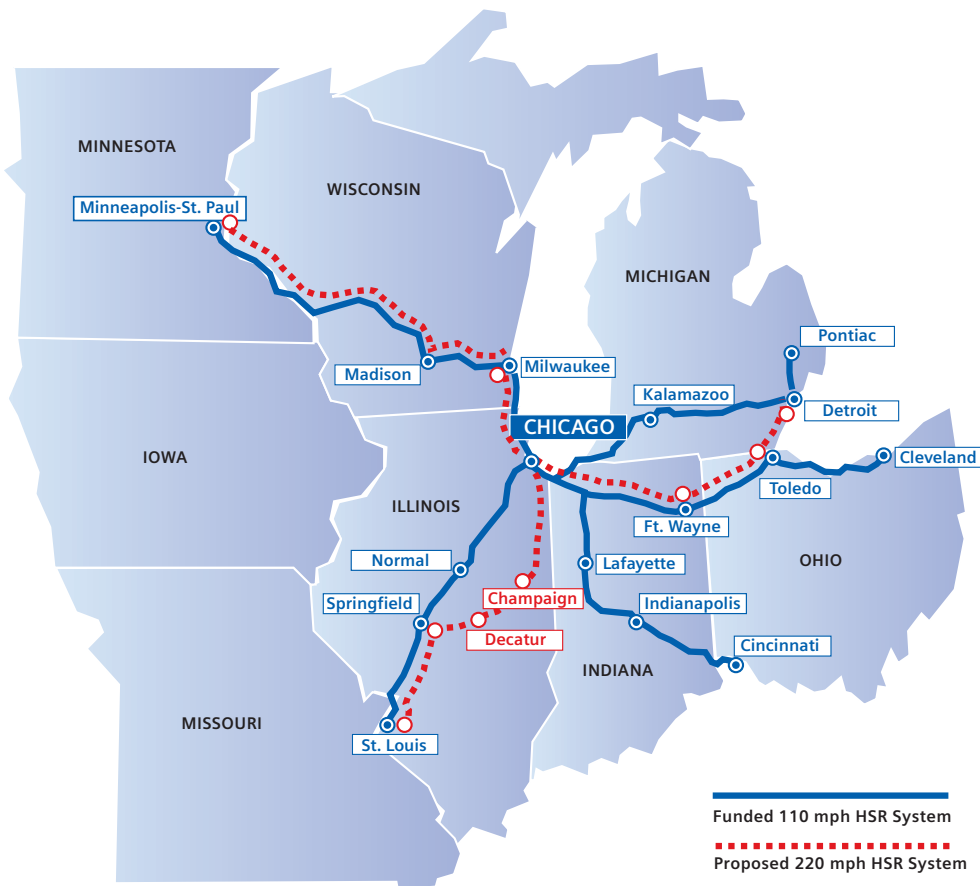 MINNESOTA
WISCONSIN
Minneapolis-St. Paul
MICHIGAN
Pontiac
Madison
Milwaukee
Kalamazoo
Detroit
CHICAGO
IOWA
Cleveland
Toledo
ILLINOIS
Ft. Wayne
Normal
Lafayette
OHIO
Champaign
Springfield
Indianapolis
Decatur
Cincinnati
INDIANA
MISSOURI
St. Louis
Funded 110 mph HSR System
Proposed 220 mph HSR System